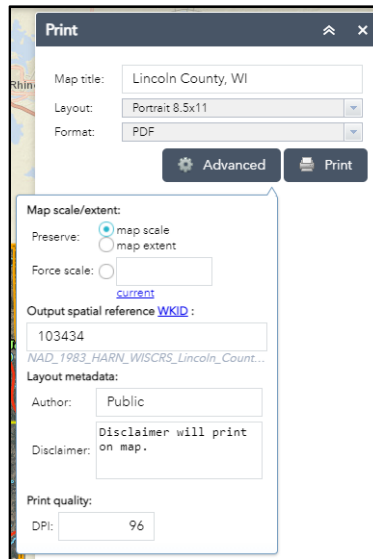 Print
Rhin
Map title: Lincoln County, WI
Layout: Portrait 8.5x11
Format: PDF
Advanced Print
Map scale/extent:
Preserve: map scale
map extent
Force scale:
current
Output spatial reference WKID :
103434
NAD_1983_HARN_WISCRS_Lincoln_Count...
Layout metadata:
Author: Public
Disclaimer: Disclaimer will print
on map.
Print quality:
DPI: 96